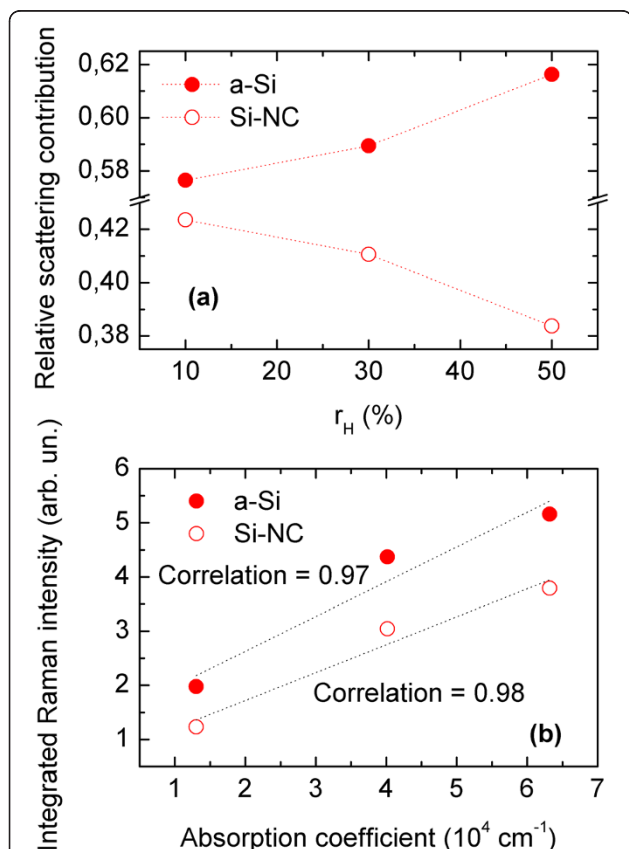 Relative scattering contribution
0,62
0,60
0,58
0,42
0,40
0,38
a-Si
Si-NC
(a)
10 20 30 40 50
r_H (%)
Integrated Raman intensity (arb. un.)
6
5
4
3
2
1
a-Si
Si-NC
Correlation = 0.97
Correlation = 0.98
(b)
1 2 3 4 5 6 7
Absorption coefficient (10⁴ cm⁻¹)